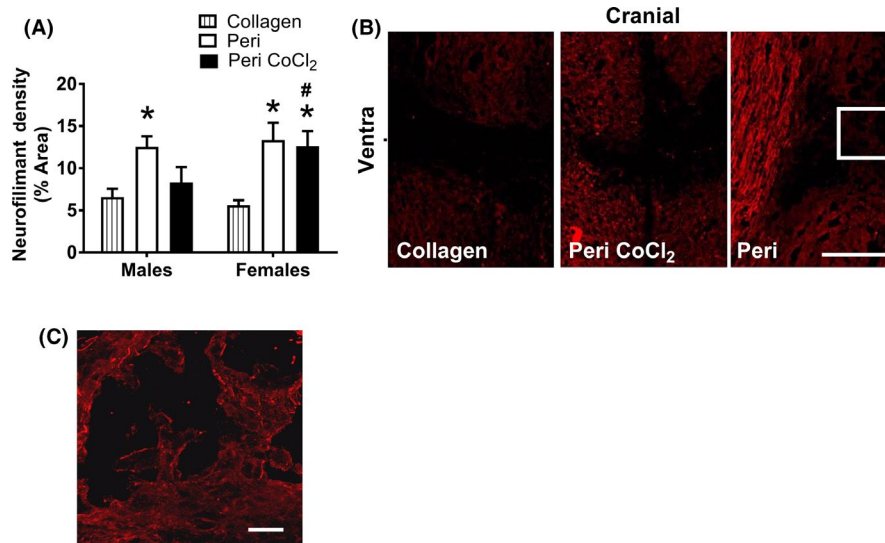 (A)
Collagen
Peri
Peri CoCl₂
Neurofilimant density
(% Area)
20
15
10
5
0
*
*
#
*
Males
Females
(B)
Cranial
Ventra
Collagen
Peri CoCl₂
Peri
(C)